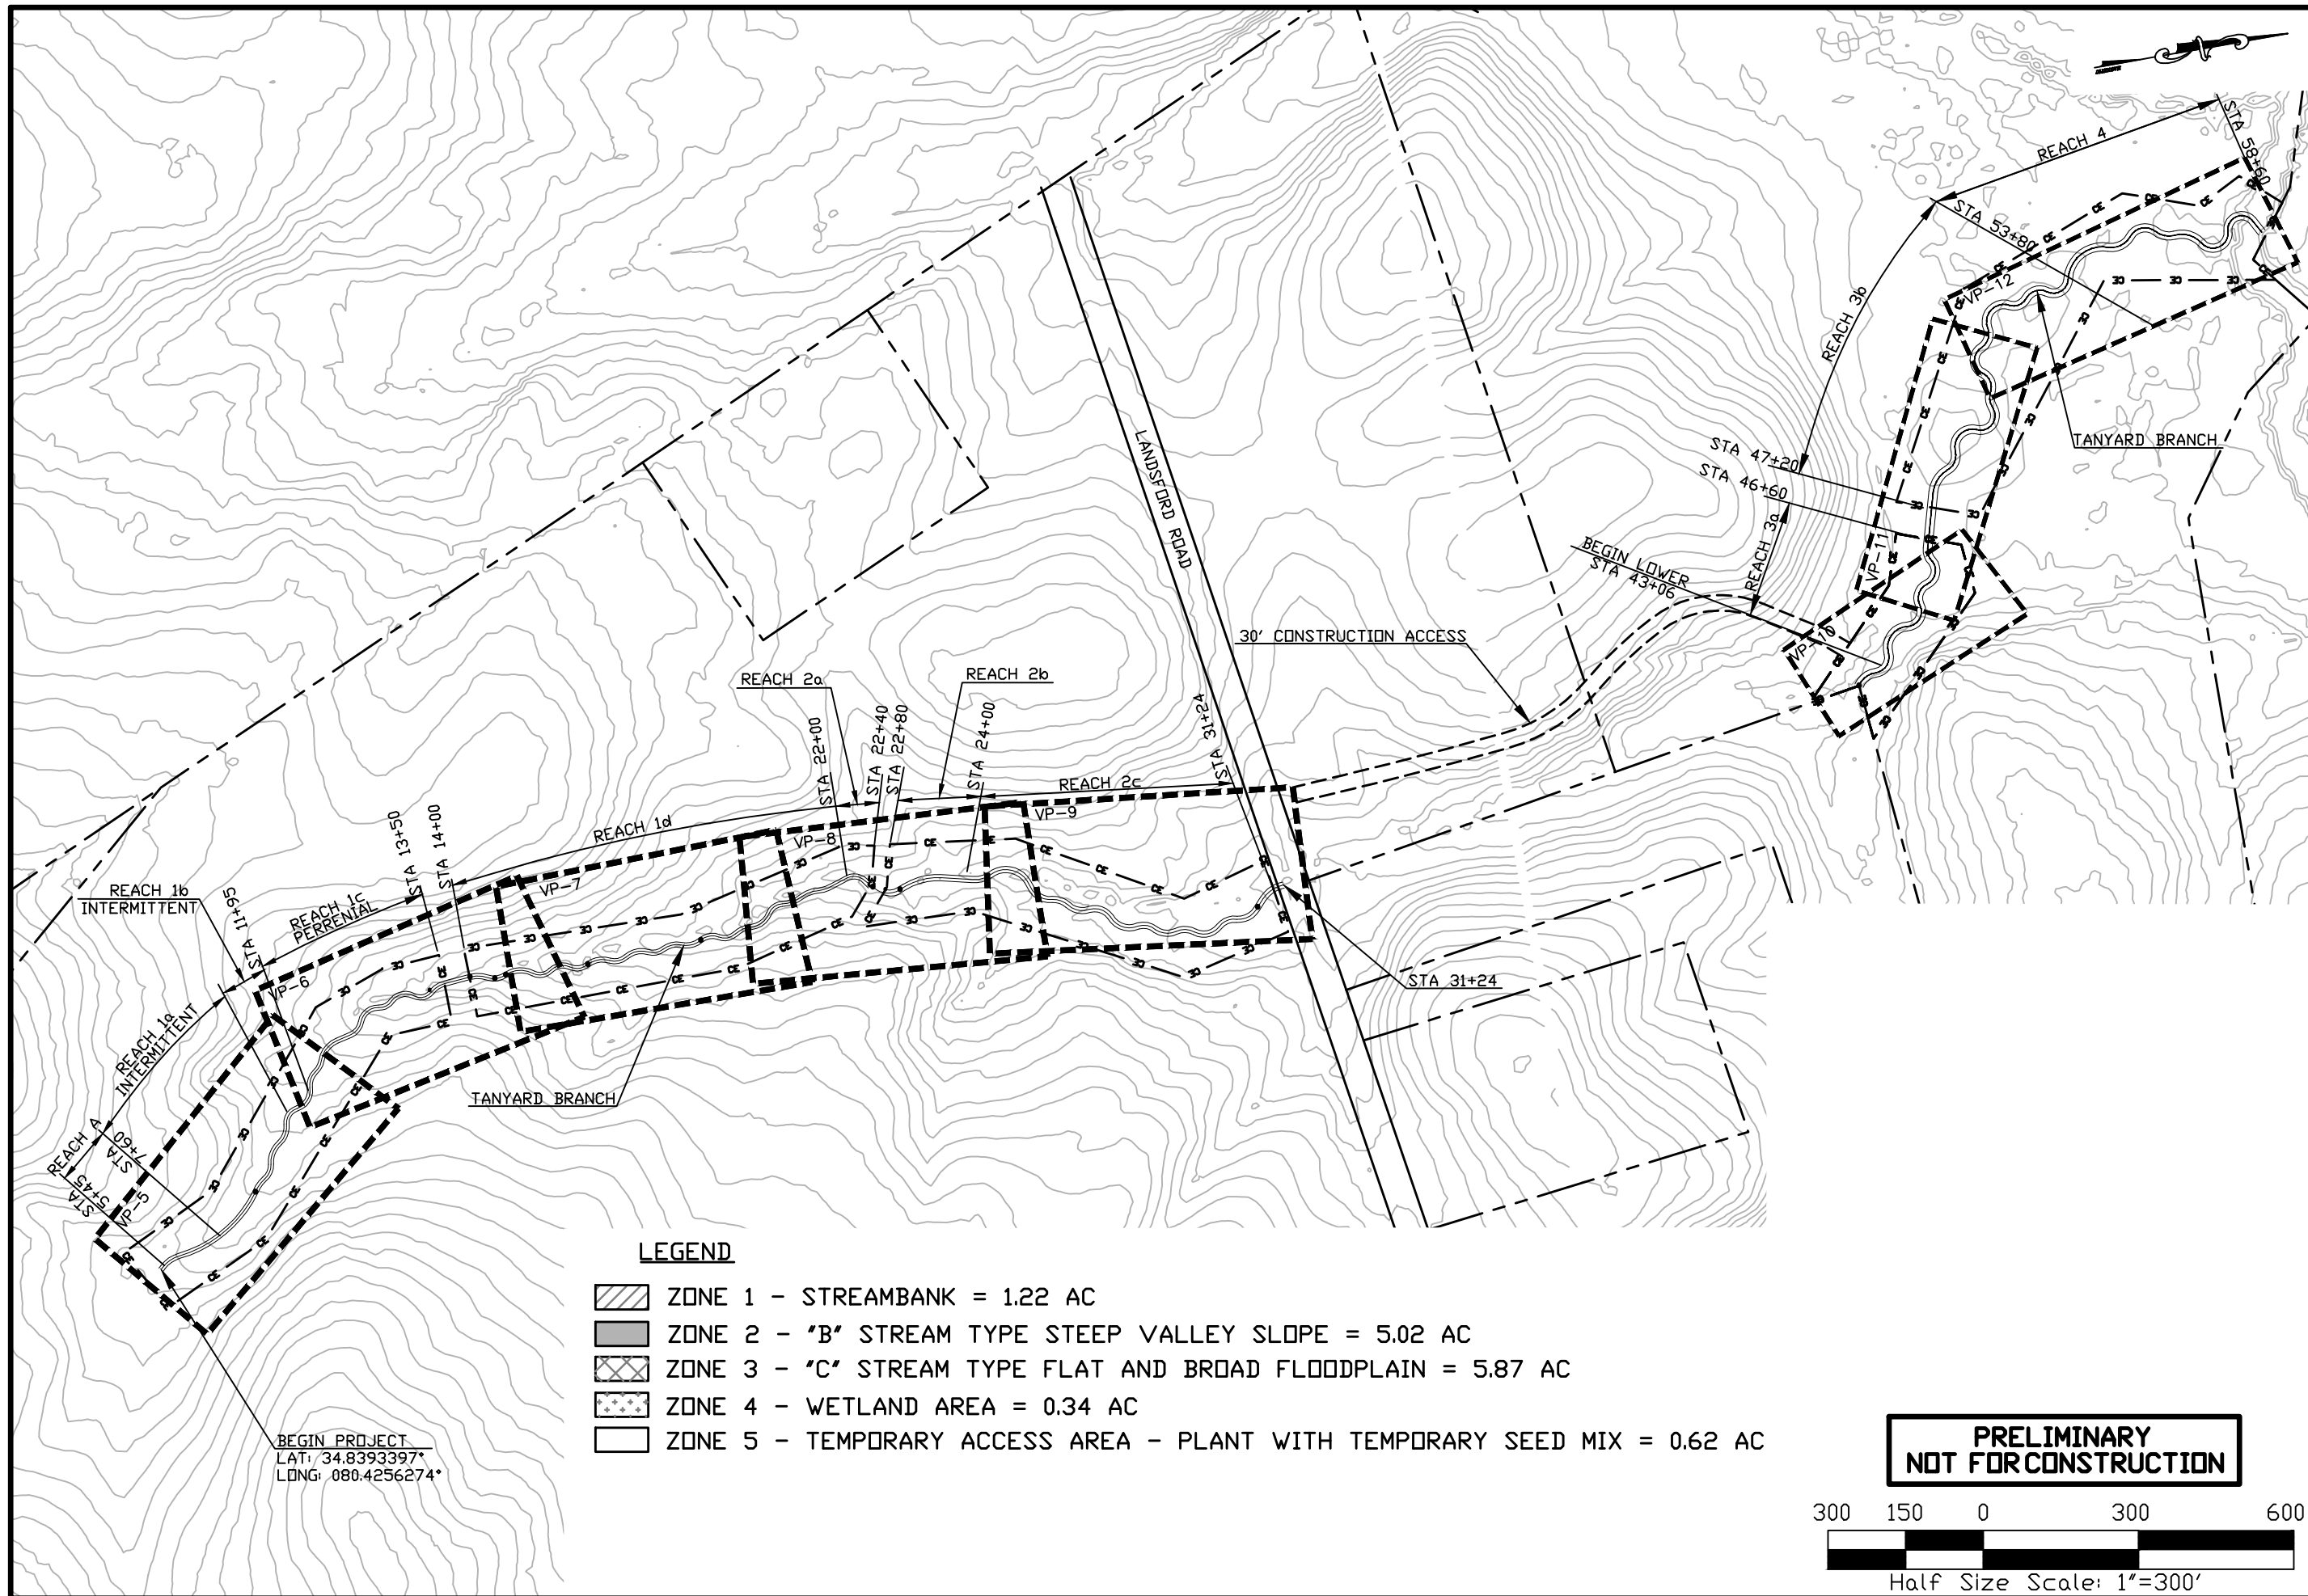 REACH 4
STA 58+60
STA 53+80
VP-12
REACH 3b
TANYARD BRANCH
STA 47+20
STA 46+60
LANDSFORD ROAD
BEGIN LOWER
STA 43+06
REACH 3a
VP-11
VP-10
30' CONSTRUCTION ACCESS
REACH 2a
REACH 2b
STA 22+00
STA 22+40
STA 22+80
STA 24+00
STA 31+24
REACH 2c
REACH 1d
VP-8
VP-9
STA 13+50
STA 14+00
VP-7
REACH 1b
INTERMITTENT
STA 11+95
REACH 1c
PERRENIAL
VP-6
STA 31+24
REACH 1a
INTERMITTENT
TANYARD BRANCH
REACH A
STA 7+60
STA 5+45
VP-5
BEGIN PROJECT
LAT: 34.8393397°
LONG: 080.4256274°
LEGEND
ZONE 1 - STREAMBANK = 1.22 AC
ZONE 2 - "B" STREAM TYPE STEEP VALLEY SLOPE = 5.02 AC
ZONE 3 - "C" STREAM TYPE FLAT AND BROAD FLOODPLAIN = 5.87 AC
ZONE 4 - WETLAND AREA = 0.34 AC
ZONE 5 - TEMPORARY ACCESS AREA - PLANT WITH TEMPORARY SEED MIX = 0.62 AC
PRELIMINARY
NOT FOR CONSTRUCTION
300 150 0 300 600
Half Size Scale: 1"=300'